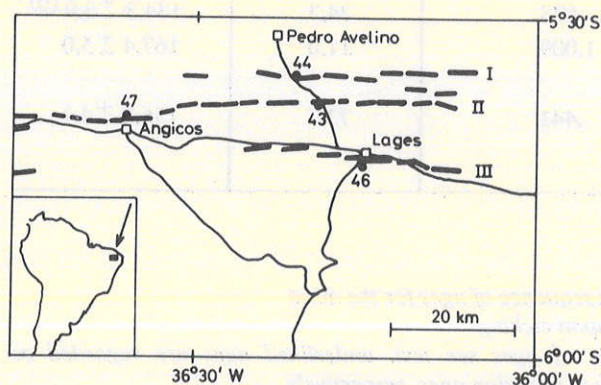 5°30' S
Pedro Avelino
44
I
47
II
43
Angicos
Lages
46
III
20 km
6°00' S
36°30' W
36°00' W